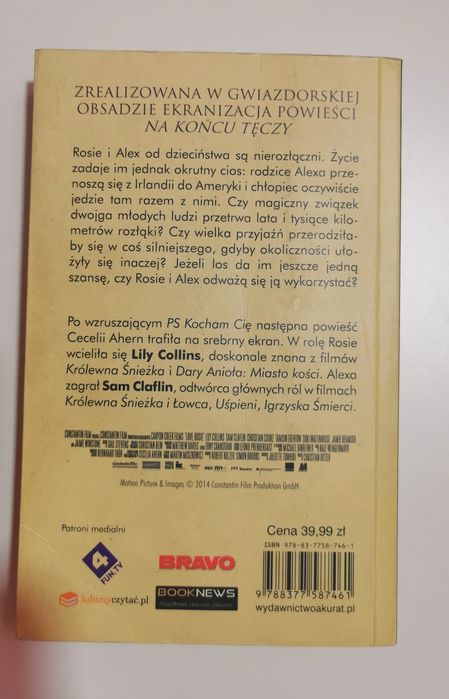 ZREALIZOWANA W GWIAZDORSKIEJ
OBSADZIE EKRANIZACJA POWIEŚCI
NA KOŃCU TĘCZY
Rosie i Alex od dzieciństwa są nierozłączni. Życie
zadaje im jednak okrutny cios: rodzice Alexa prze-
noszą się z Irlandii do Ameryki i chłopiec oczywiście
jedzie tam razem z nimi. Czy magiczny związek
dwojga młodych ludzi przetrwa lata i tysiące kilo-
metrów rozłąki? Czy wielka przyjaźń przerodziła-
by się w coś silniejszego, gdyby okoliczności uło-
żyły się inaczej? Jeżeli los da im jeszcze jedną
szansę, czy Rosie i Alex odważą się ją wykorzystać?
Po wzruszającym PS Kocham Cię następna powieść
Cecelii Ahern trafiła na srebrny ekran. W rolę Rosie
wcieliła się Lily Collins, doskonale znana z filmów
Królewna Śnieżka i Dary Anioła: Miasto kości. Alexa
zagrał Sam Claflin, odtwórca głównych ról w filmach
Królewna Śnieżka i Łowca, Uśpieni, Igrzyska Śmierci.
Motion Picture & Images © 2014 Constantin Film Produktion GmbH
Patroni medialni
4
FUN.TV
BRAVO
lubimyczytać.pl
BOOKNEWS
Cena 39,99 zł
ISBN 978-83-7758-746-1
9 788377 587461
wydawnictwoakurat.pl